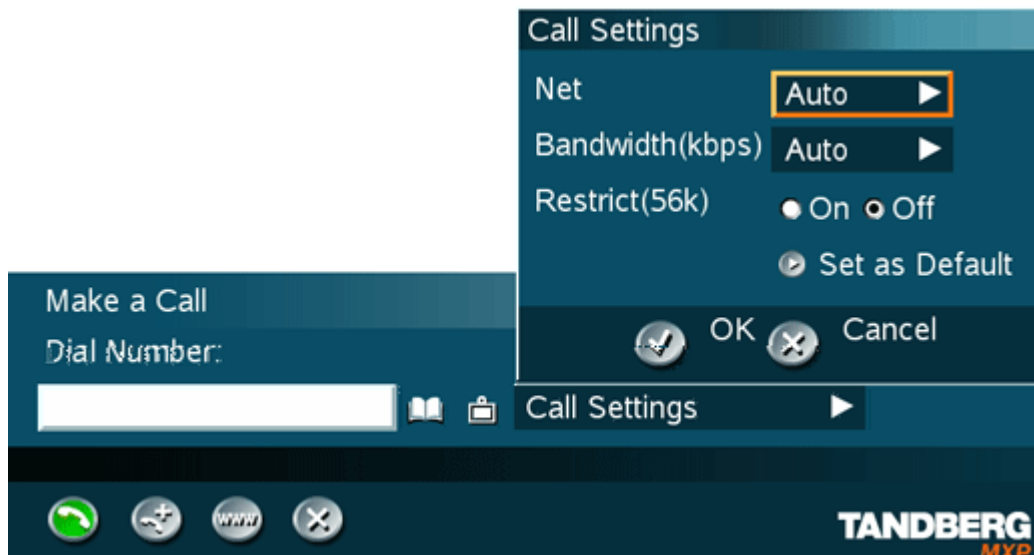 Call Settings
Net Auto
Bandwidth(kbps) Auto
Restrict(56k) On Off
Set as Default
OK Cancel
Make a Call
Dial Number:
Call Settings
www
TANDBERG
MXP